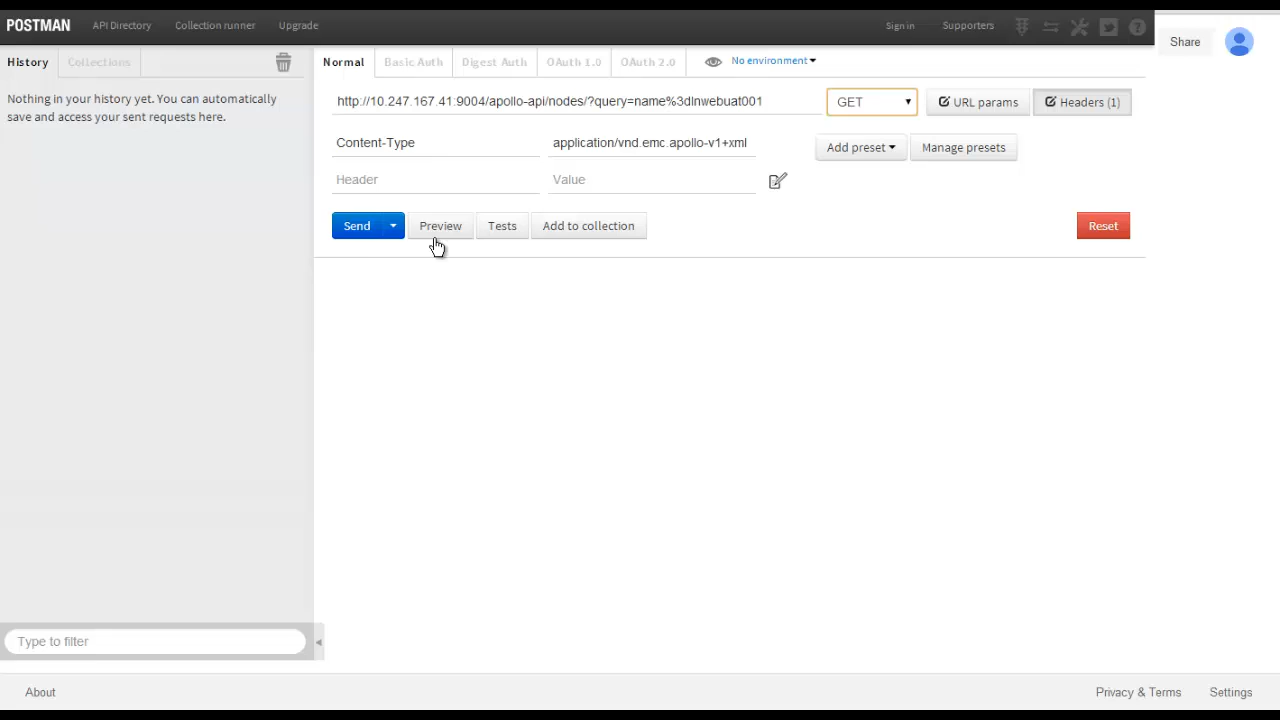 POSTMAN API Directory Collection runner Upgrade Sign in Supporters
Share
History Collections
Normal Basic Auth Digest Auth OAuth 1.0 OAuth 2.0 No environment
Nothing in your history yet. You can automatically
save and access your sent requests here.
http://10.247.167.41:9004/apollo-api/nodes/?query=name%3dlnwebuat001 GET URL params Headers (1)
Content-Type application/vnd.emc.apollo-v1+xml Add preset Manage presets
Header Value
Send Preview Tests Add to collection Reset
Type to filter
About Privacy & Terms Settings